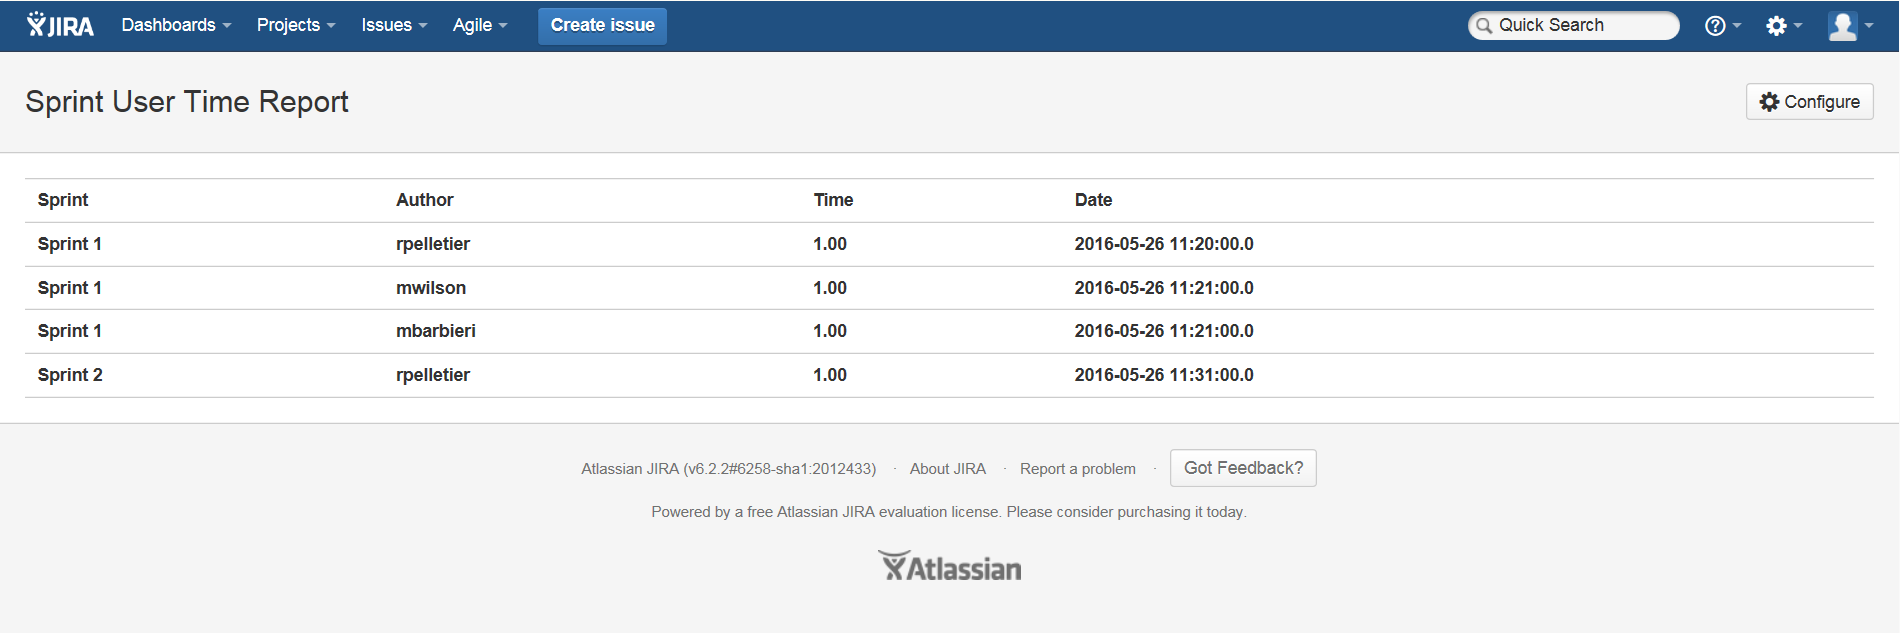 JIRA Dashboards Projects Issues Agile Create issue Quick Search
Sprint User Time Report Configure
Sprint Author Time Date
Sprint 1 rpelletier 1.00 2016-05-26 11:20:00.0
Sprint 1 mwilson 1.00 2016-05-26 11:21:00.0
Sprint 1 mbarbieri 1.00 2016-05-26 11:21:00.0
Sprint 2 rpelletier 1.00 2016-05-26 11:31:00.0
Atlassian JIRA (v6.2.2#6258-sha1:2012433) · About JIRA · Report a problem · Got Feedback?
Powered by a free Atlassian JIRA evaluation license. Please consider purchasing it today.
Atlassian